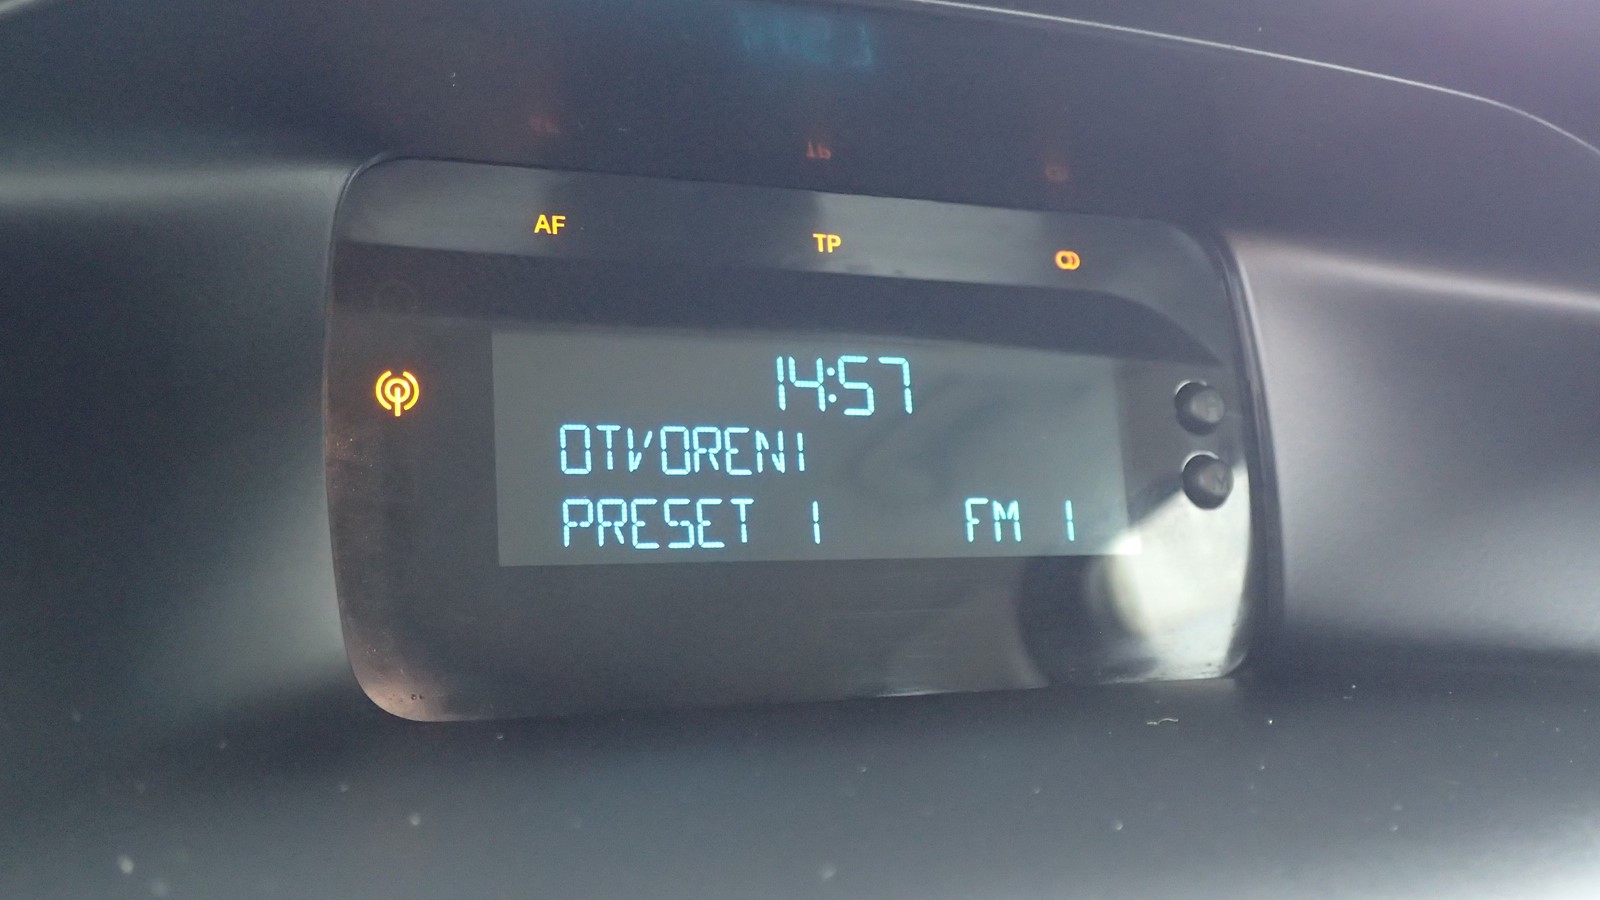 AF TP
14:57
OTVORENI
PRESET 1 FM 1